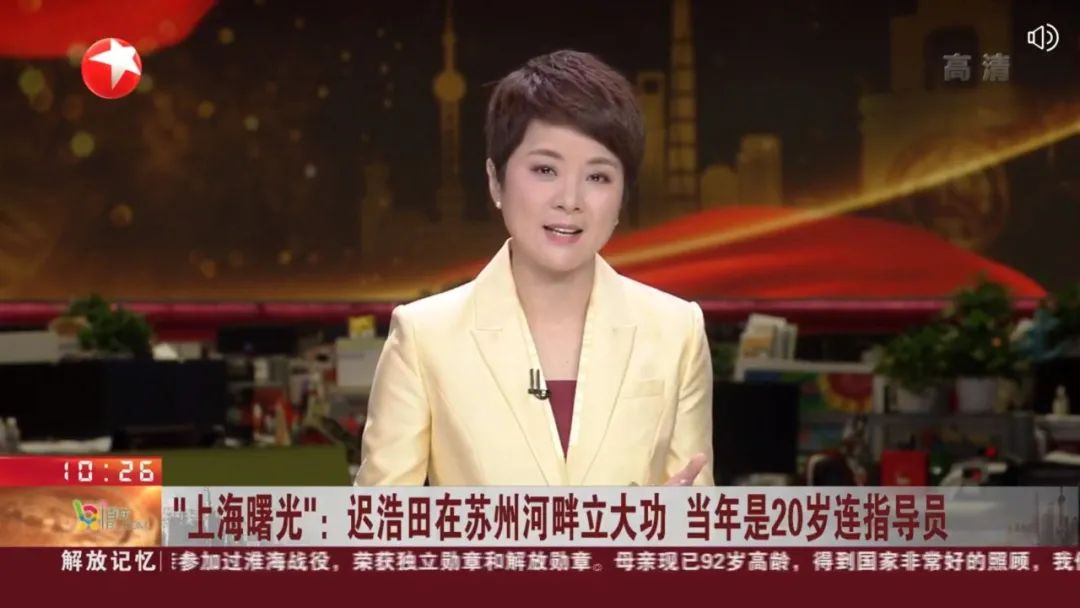 高清
10:26
"上海曙光"：迟浩田在苏州河畔立大功 当年是20岁连指导员
解放记忆 参加过淮海战役，荣获独立勋章和解放勋章。母亲现已92岁高龄，得到国家非常好的照顾，我